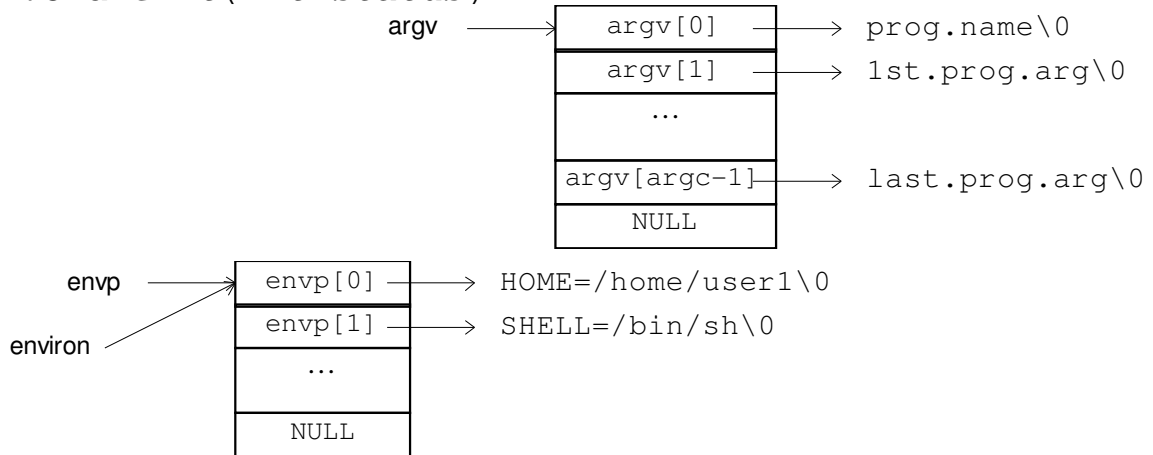 argv argv[0] prog.name\0
argv[1] 1st.prog.arg\0
...
argv[argc-1] last.prog.arg\0
NULL
envp envp[0] HOME=/home/user1\0
envp[1] SHELL=/bin/sh\0
environ
...
NULL